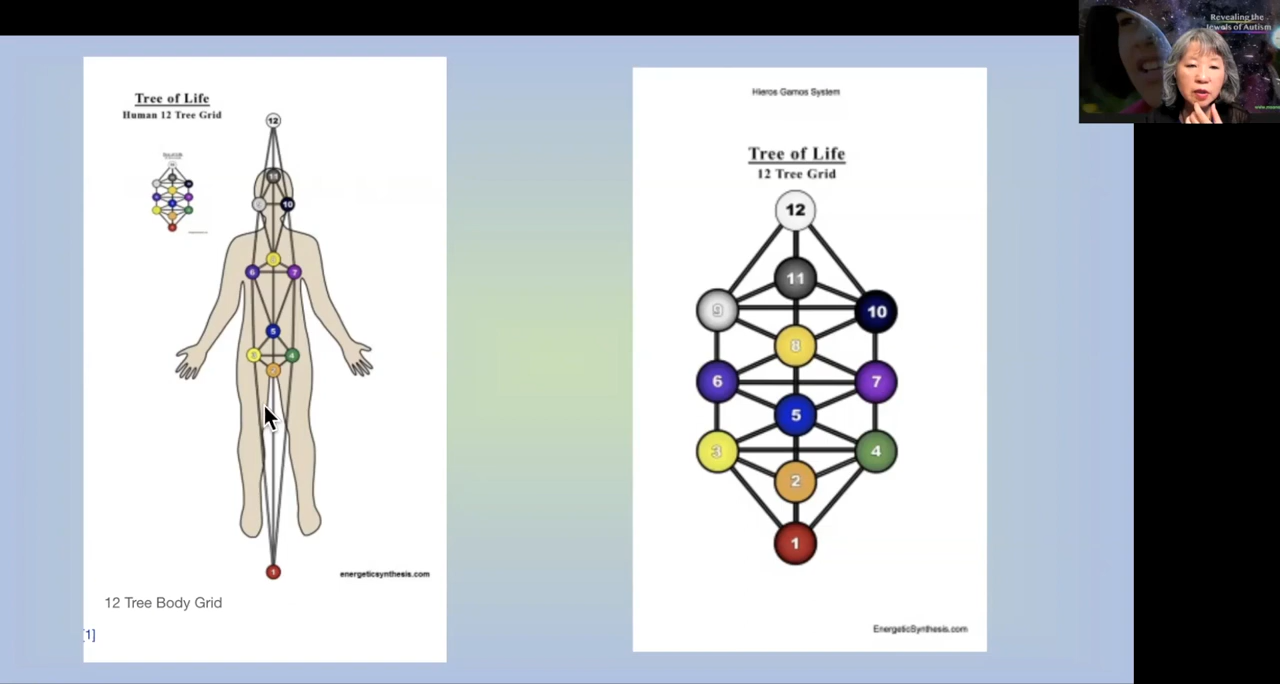 Revealing the
Jewels of Autism
Tree of Life
Human 12 Tree Grid
12
11
10
8
6
7
5
3
4
2
1
energeticsynthesis.com
12 Tree Body Grid
[1]
Hieros Gamos System
Tree of Life
12 Tree Grid
12
11
9
10
8
6
7
5
3
4
2
1
EnergeticSynthesis.com